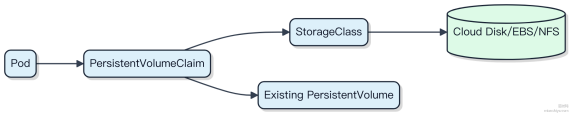 Pod
PersistentVolumeClaim
StorageClass
Cloud Disk/EBS/NFS
Existing PersistentVolume